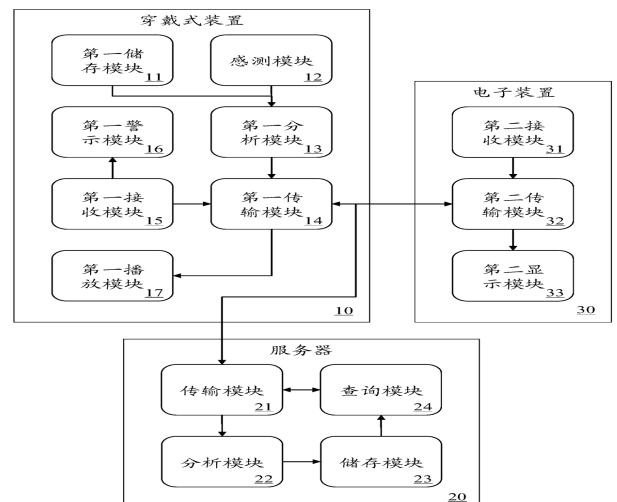 穿戴式装置
第一储
存模块
11
感测模块
12
第一警
示模块
16
第一分
析模块
13
第一接
收模块
15
第一传
输模块
14
第一播
放模块
17
10
电子装置
第二接
收模块
31
第二传
输模块
32
第二显
示模块
33
30
服务器
传输模块
21
查询模块
24
分析模块
22
储存模块
23
20